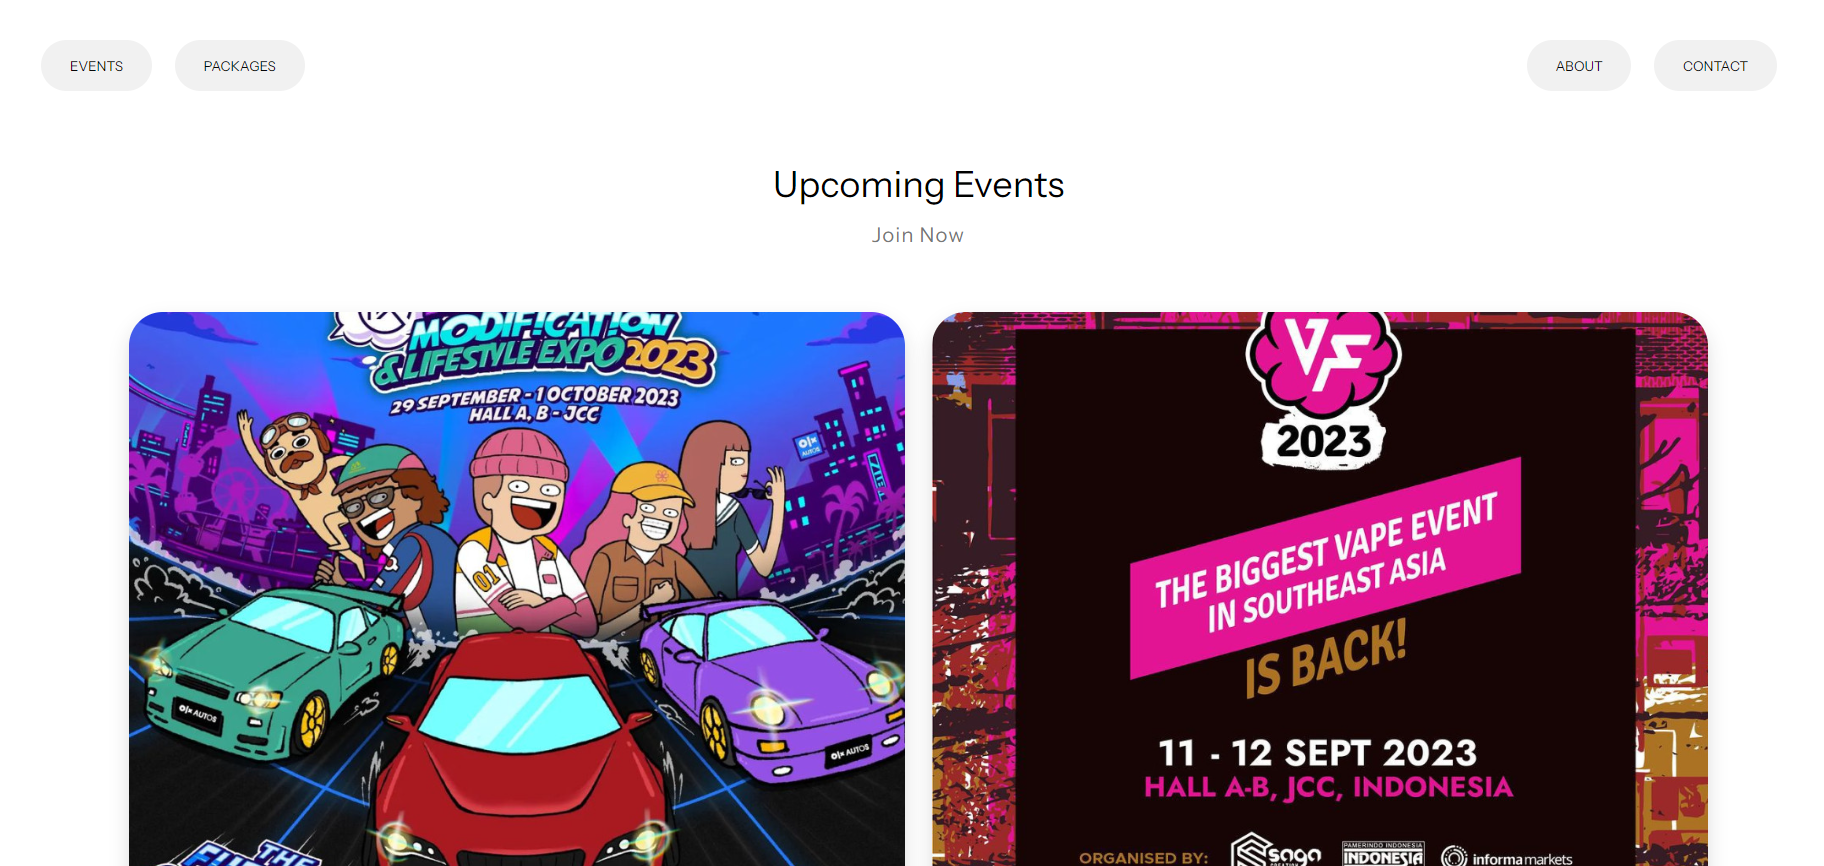 EVENTS
PACKAGES
ABOUT
CONTACT
Upcoming Events
Join Now
MODIFICATION
& LIFESTYLE EXPO 2023
29 SEPTEMBER - 1 OCTOBER 2023
HALL A, B - JCC
olx
AUTOS
01
olx AUTOS
olx AUTOS
THE
VF
2023
THE BIGGEST VAPE EVENT
IN SOUTHEAST ASIA
IS BACK!
11 - 12 SEPT 2023
HALL A-B, JCC, INDONESIA
ORGANISED BY:
saga
CREATION
PAMERINDO INDONESIA
INDONESIA
informa markets